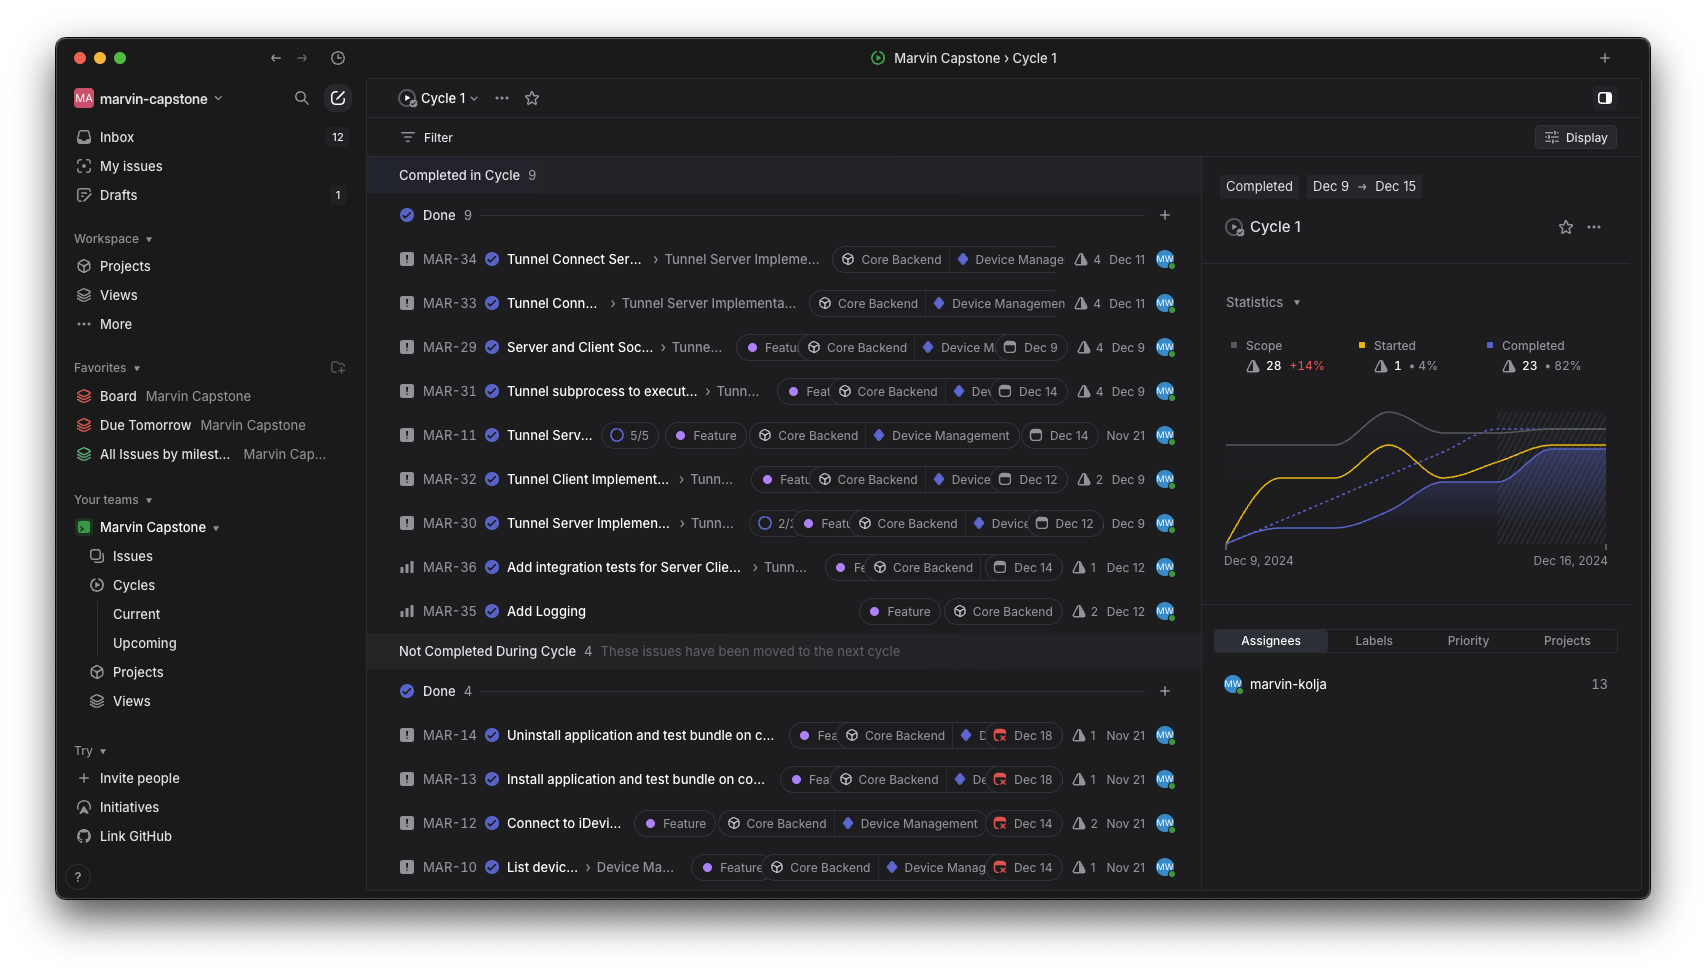 Marvin Capstone › Cycle 1
MA marvin-capstone
Inbox 12
My issues
Drafts 1
Workspace
Projects
Views
More
Favorites
Board Marvin Capstone
Due Tomorrow Marvin Capstone
All Issues by milest... Marvin Cap...
Your teams
Marvin Capstone
Issues
Cycles
Current
Upcoming
Projects
Views
Try
Invite people
Initiatives
Link GitHub
?
Cycle 1
Filter
Display
Completed in Cycle 9
Done 9
MAR-34 Tunnel Connect Ser... › Tunnel Server Impleme... Core Backend Device Manage 4 Dec 11 MW
MAR-33 Tunnel Conn... › Tunnel Server Implementa... Core Backend Device Managemen 4 Dec 11 MW
MAR-29 Server and Client Soc... › Tunne... Featu Core Backend Device M Dec 9 4 Dec 9 MW
MAR-31 Tunnel subprocess to execut... › Tunn... Feat Core Backend Dev Dec 14 4 Dec 9 MW
MAR-11 Tunnel Serv... 5/5 Feature Core Backend Device Management Dec 14 Nov 21 MW
MAR-32 Tunnel Client Implement... › Tunn... Featu Core Backend Device Dec 12 2 Dec 9 MW
MAR-30 Tunnel Server Implemen... › Tunn... 2/2 Featu Core Backend Device Dec 12 Dec 9 MW
MAR-36 Add integration tests for Server Clie... › Tunn... Fe Core Backend Dec 14 1 Dec 12 MW
MAR-35 Add Logging Feature Core Backend 2 Dec 12 MW
Not Completed During Cycle 4 These issues have been moved to the next cycle
Done 4
MAR-14 Uninstall application and test bundle on c... Fea Core Backend D Dec 18 1 Nov 21 MW
MAR-13 Install application and test bundle on co... Fea Core Backend De Dec 18 1 Nov 21 MW
MAR-12 Connect to iDevi... Feature Core Backend Device Management Dec 14 2 Nov 21 MW
MAR-10 List devic... › Device Ma... Feature Core Backend Device Manag Dec 14 1 Nov 21 MW
Completed Dec 9 → Dec 15
Cycle 1
Statistics
Scope Started Completed
28 +14% 1 • 4% 23 • 82%
Dec 9, 2024 Dec 16, 2024
Assignees Labels Priority Projects
MW marvin-kolja 13